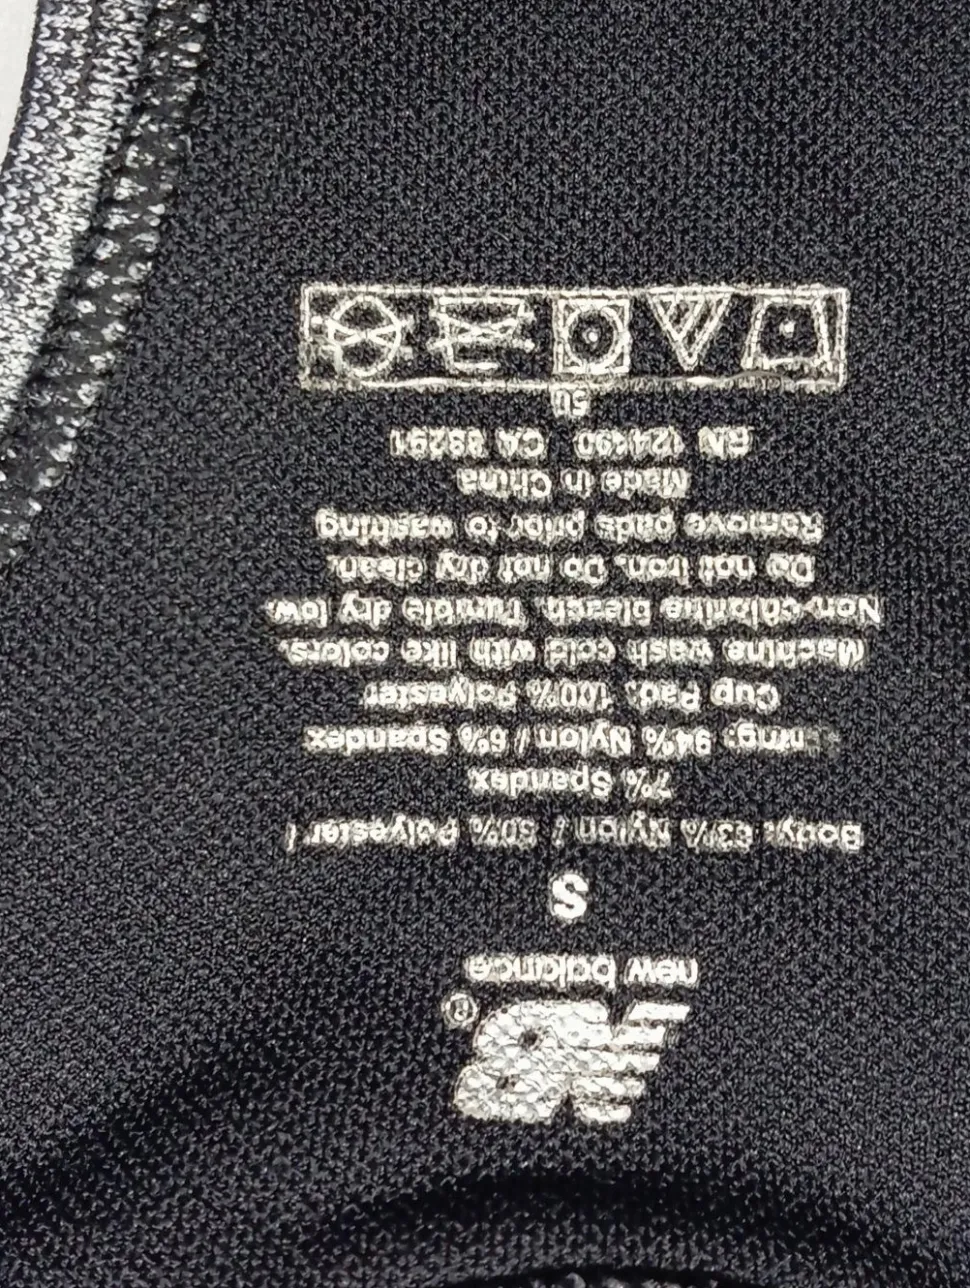 NB®
new balance
S
Body: 63% Nylon / 30% Polyester /
7% Spandex
94% Nylon / 6% Spandex
Cup Pad: 100% Polyester
Machine wash cold with like colors.
Non-chlorine bleach. Tumble dry low.
Do not iron. Do not dry clean.
Remove pads prior to washing
Made in China
RN 124490 CA 89291
50